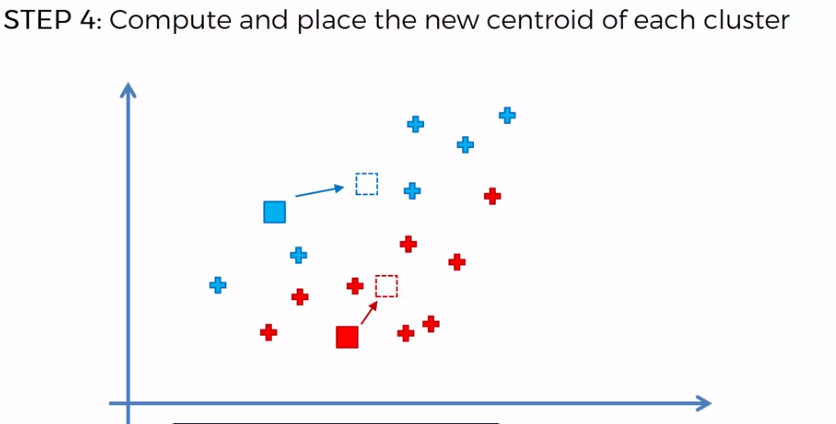 STEP 4: Compute and place the new centroid of each cluster